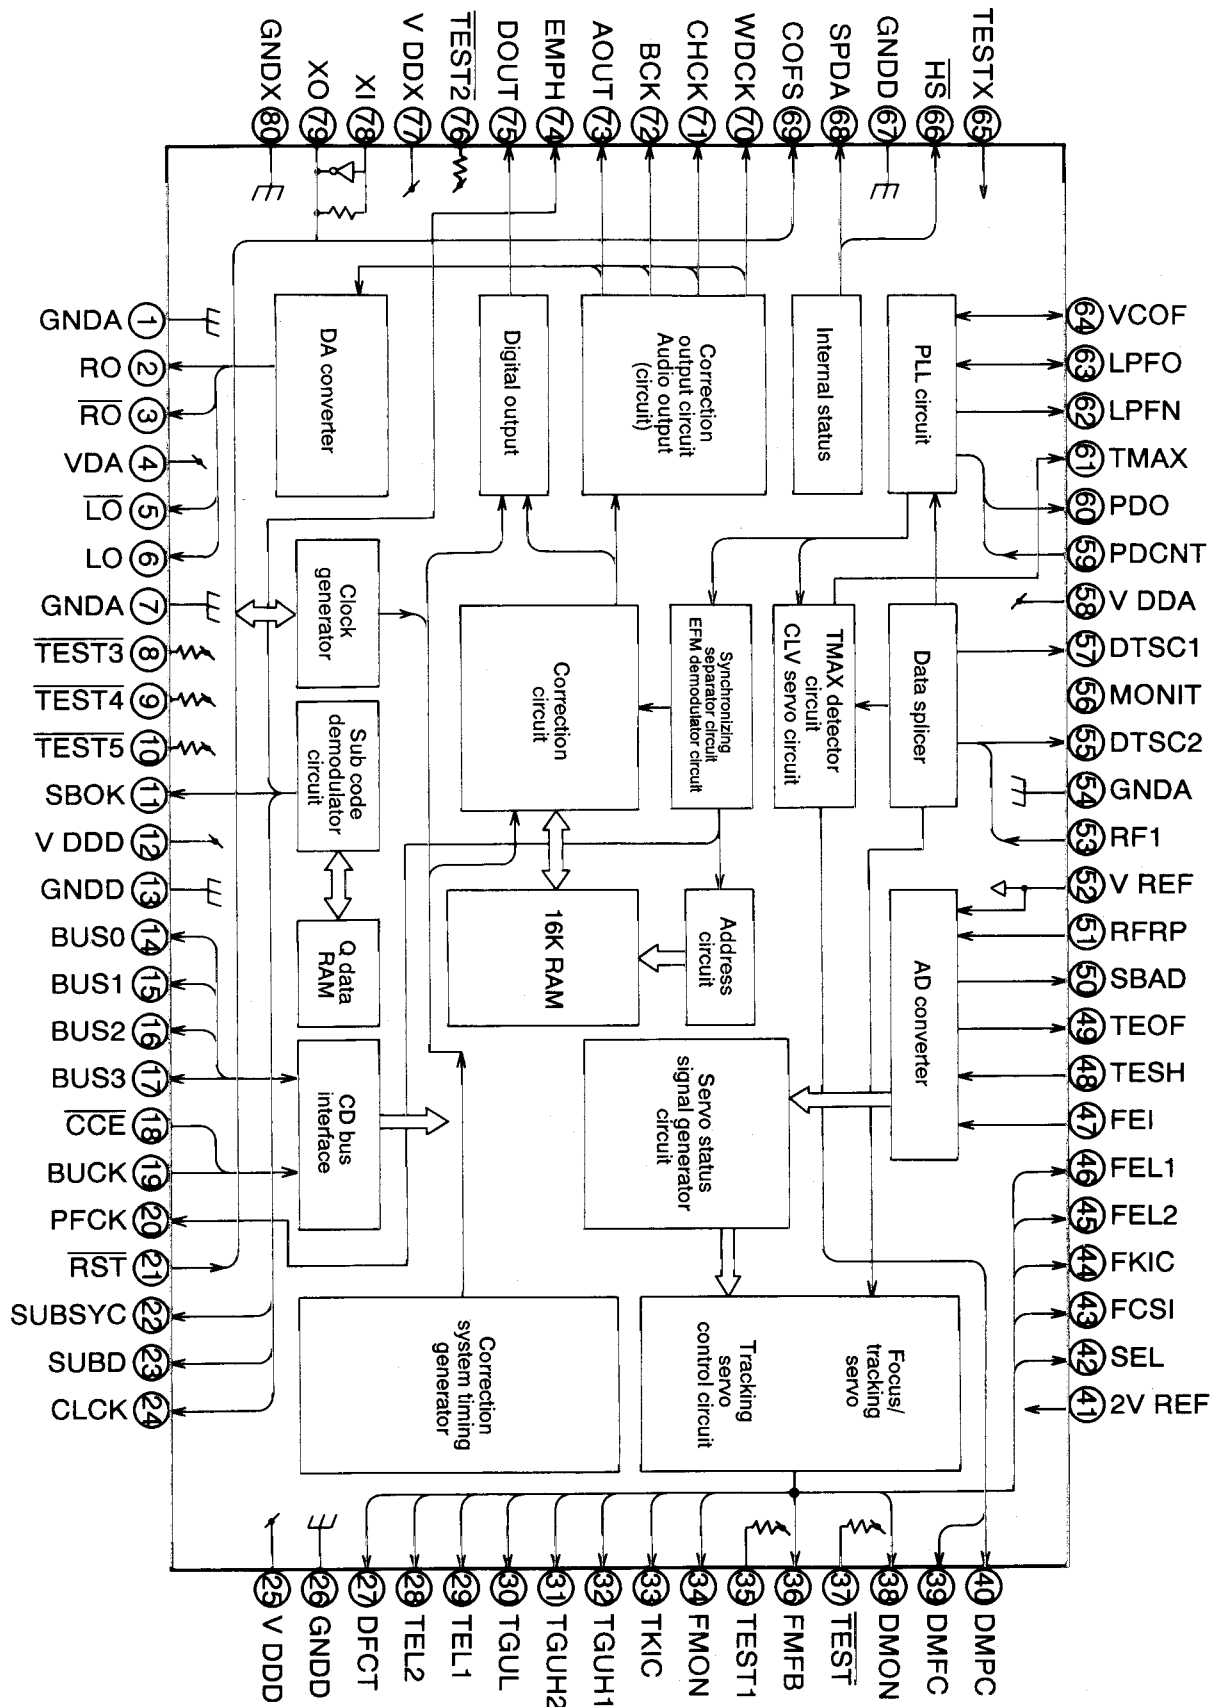 GNDX 80
XO 79
XI 78
V DDX 77
TEST2 76
DOUT 75
EMPH 74
AOUT 73
BCK 72
CHCK 71
WDCK 70
COFS 69
SPDA 68
GNDD 67
HS 66
TESTX 65
GNDA 1
RO 2
RO 3
VDA 4
LO 5
LO 6
GNDA 7
TEST3 8
TEST4 9
TEST5 10
SBOK 11
V DDD 12
GNDD 13
BUS0 14
BUS1 15
BUS2 16
BUS3 17
CCE 18
BUCK 19
PFCK 20
RST 21
SUBSYC 22
SUBD 23
CLCK 24
DA converter
Digital output
Correction
output circuit
Audio output
(circuit)
Internal status
PLL circuit
Clock
generator
Sub code
demodulator
circuit
Q data
RAM
CD bus
interface
Correction
circuit
Synchronizing
separator circuit
EFM demodulator circuit
TMAX detector
circuit
CLV servo circuit
Data splicer
16K RAM
Address
circuit
AD converter
Servo status
signal generator
circuit
Correction
system timing
generator
Focus/
tracking
servo
Tracking
servo
control circuit
64 VCOF
63 LPFO
62 LPFN
61 TMAX
60 PDO
59 PDCNT
58 V DDA
57 DTSC1
56 MONIT
55 DTSC2
54 GNDA
53 RF1
52 V REF
51 RFRP
50 SBAD
49 TEOF
48 TESH
47 FEI
46 FEL1
45 FEL2
44 FKIC
43 FCSI
42 SEL
41 2V REF
25 V DDD
26 GNDD
27 DFCT
28 TEL2
29 TEL1
30 TGUL
31 TGUH2
32 TGUH1
33 TKIC
34 FMON
35 TEST1
36 FMFB
37 TEST
38 DMON
39 DMFC
40 DMPC